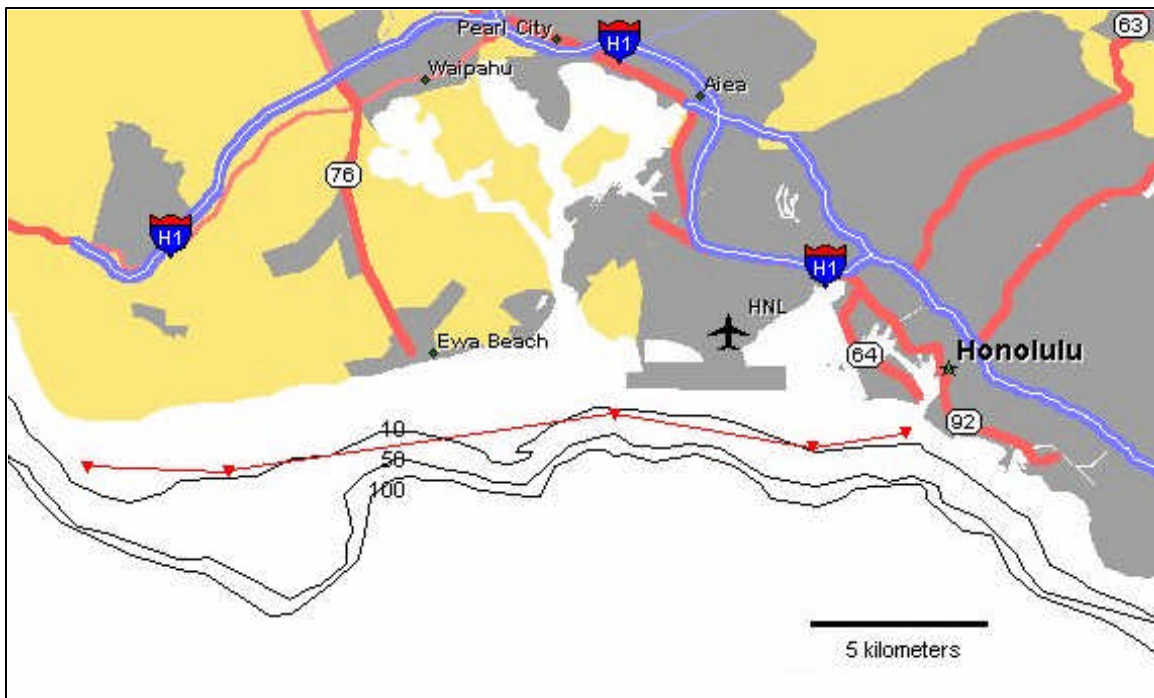 Pearl City
H1
63
Waipahu
Aiea
76
H1
H1
HNL
Ewa Beach
64
Honolulu
92
10
50
100
5 kilometers